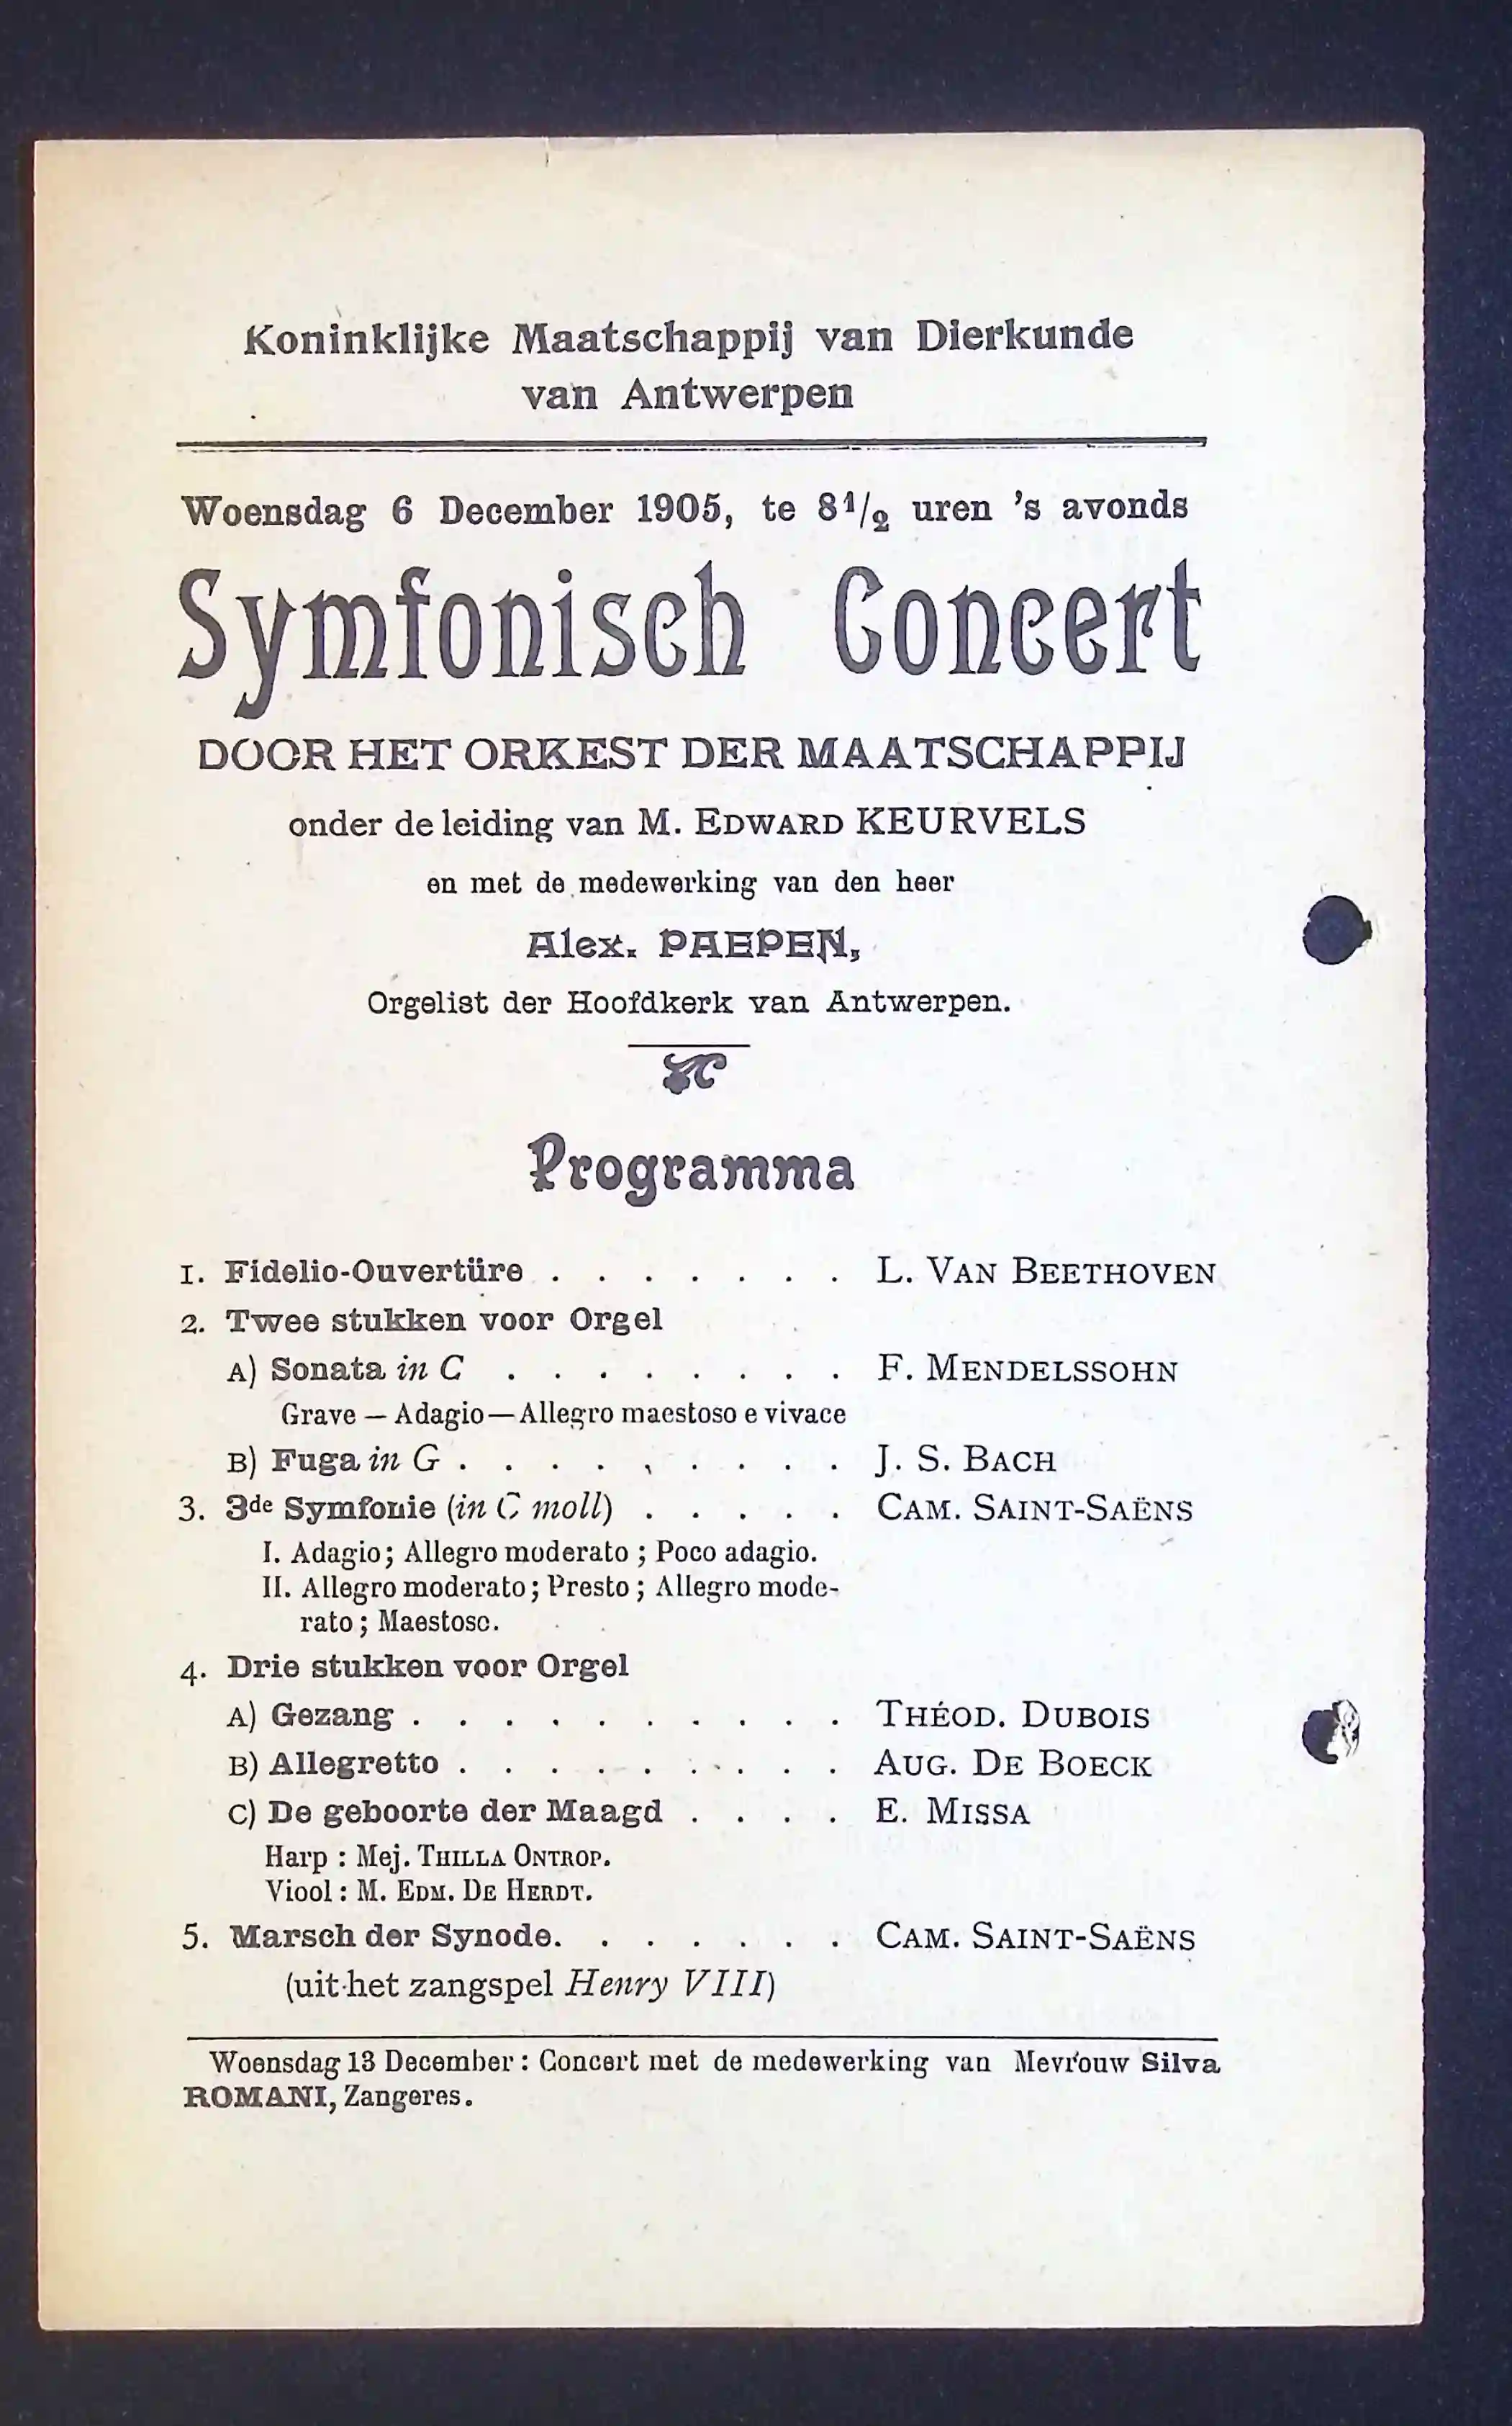 Koninklijke Maatschappij van Dierkunde
van Antwerpen
Woensdag 6 December 1905, te 8 1/2 uren 's avonds
Symfonisch Concert
DOOR HET ORKEST DER MAATSCHAPPIJ
onder de leiding van M. EDWARD KEURVELS
en met de medewerking van den heer
Alex. PAEPEN,
Orgelist der Hoofdkerk van Antwerpen.
Programma
1. Fidelio-Ouvertüre . . . . . . . L. VAN BEETHOVEN
2. Twee stukken voor Orgel
A) Sonata in C . . . . . . . . F. MENDELSSOHN
Grave — Adagio — Allegro maestoso e vivace
B) Fuga in G . . . . . . . . . J. S. BACH
3. 3de Symfonie (in C moll) . . . . . CAM. SAINT-SAËNS
I. Adagio; Allegro moderato ; Poco adagio.
II. Allegro moderato ; Presto ; Allegro mode-
rato ; Maestoso.
4. Drie stukken voor Orgel
A) Gezang . . . . . . . . . . THÉOD. DUBOIS
B) Allegretto . . . . . . . . . AUG. DE BOECK
C) De geboorte der Maagd . . . . E. MISSA
Harp : Mej. THILLA ONTROP.
Viool : M. EDM. DE HERDT.
5. Marsch der Synode. . . . . . . CAM. SAINT-SAËNS
(uit het zangspel Henry VIII)
Woensdag 13 December : Concert met de medewerking van Mevrouw Silva
ROMANI, Zangeres.